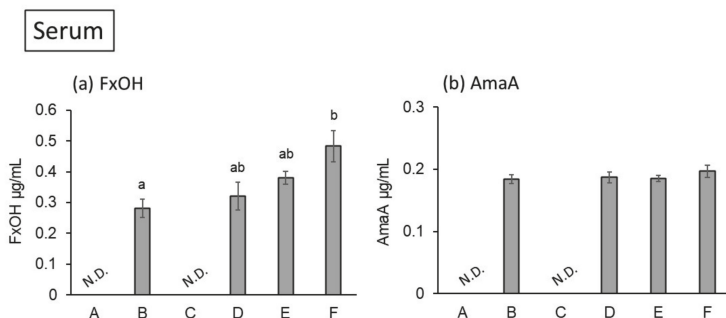 Serum
(a) FxOH
FxOH µg/mL
0.6
0.5
0.4
0.3
0.2
0.1
0
N.D.
a
N.D.
ab
ab
b
A B C D E F
(b) AmaA
AmaA µg/mL
0.3
0.2
0.1
0
N.D.
N.D.
A B C D E F